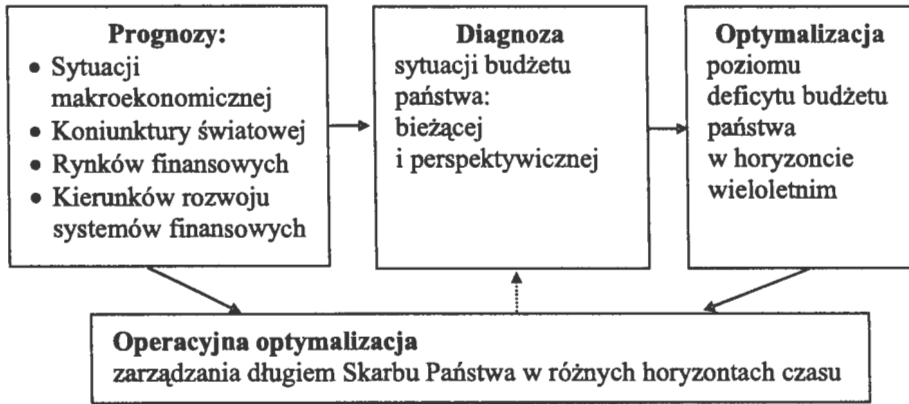 Prognozy:
• Sytuacji
makroekonomicznej
• Koniunktury światowej
• Rynków finansowych
• Kierunków rozwoju
systemów finansowych
Diagnoza
sytuacji budżetu
państwa:
bieżącej
i perspektywicznej
Optymalizacja
poziomu
deficytu budżetu
państwa
w horyzoncie
wieloletnim
Operacyjna optymalizacja
zarządzania długiem Skarbu Państwa w różnych horyzontach czasu